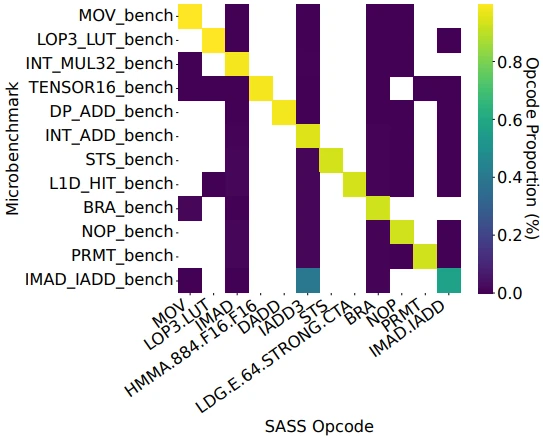 Microbenchmark
MOV_bench
LOP3_LUT_bench
INT_MUL32_bench
TENSOR16_bench
DP_ADD_bench
INT_ADD_bench
STS_bench
L1D_HIT_bench
BRA_bench
NOP_bench
PRMT_bench
IMAD_IADD_bench
MOV
LOP3.LUT
IMAD
HMMA.884.F16.F16
DADD
IADD3
STS
LDG.E.64.STRONG.CTA
BRA
NOP
PRMT
IMAD.IADD
SASS Opcode
0.8
0.6
0.4
0.2
0.0
Opcode Proportion (%)